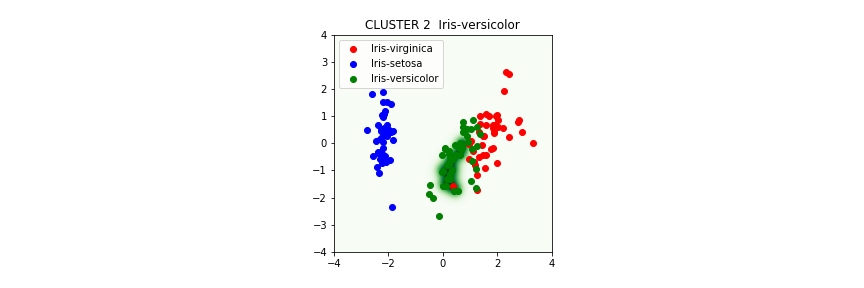 CLUSTER 2  Iris-versicolor
Iris-virginica
Iris-setosa
Iris-versicolor
4
3
2
1
0
−1
−2
−3
−4
−4 −2 0 2 4